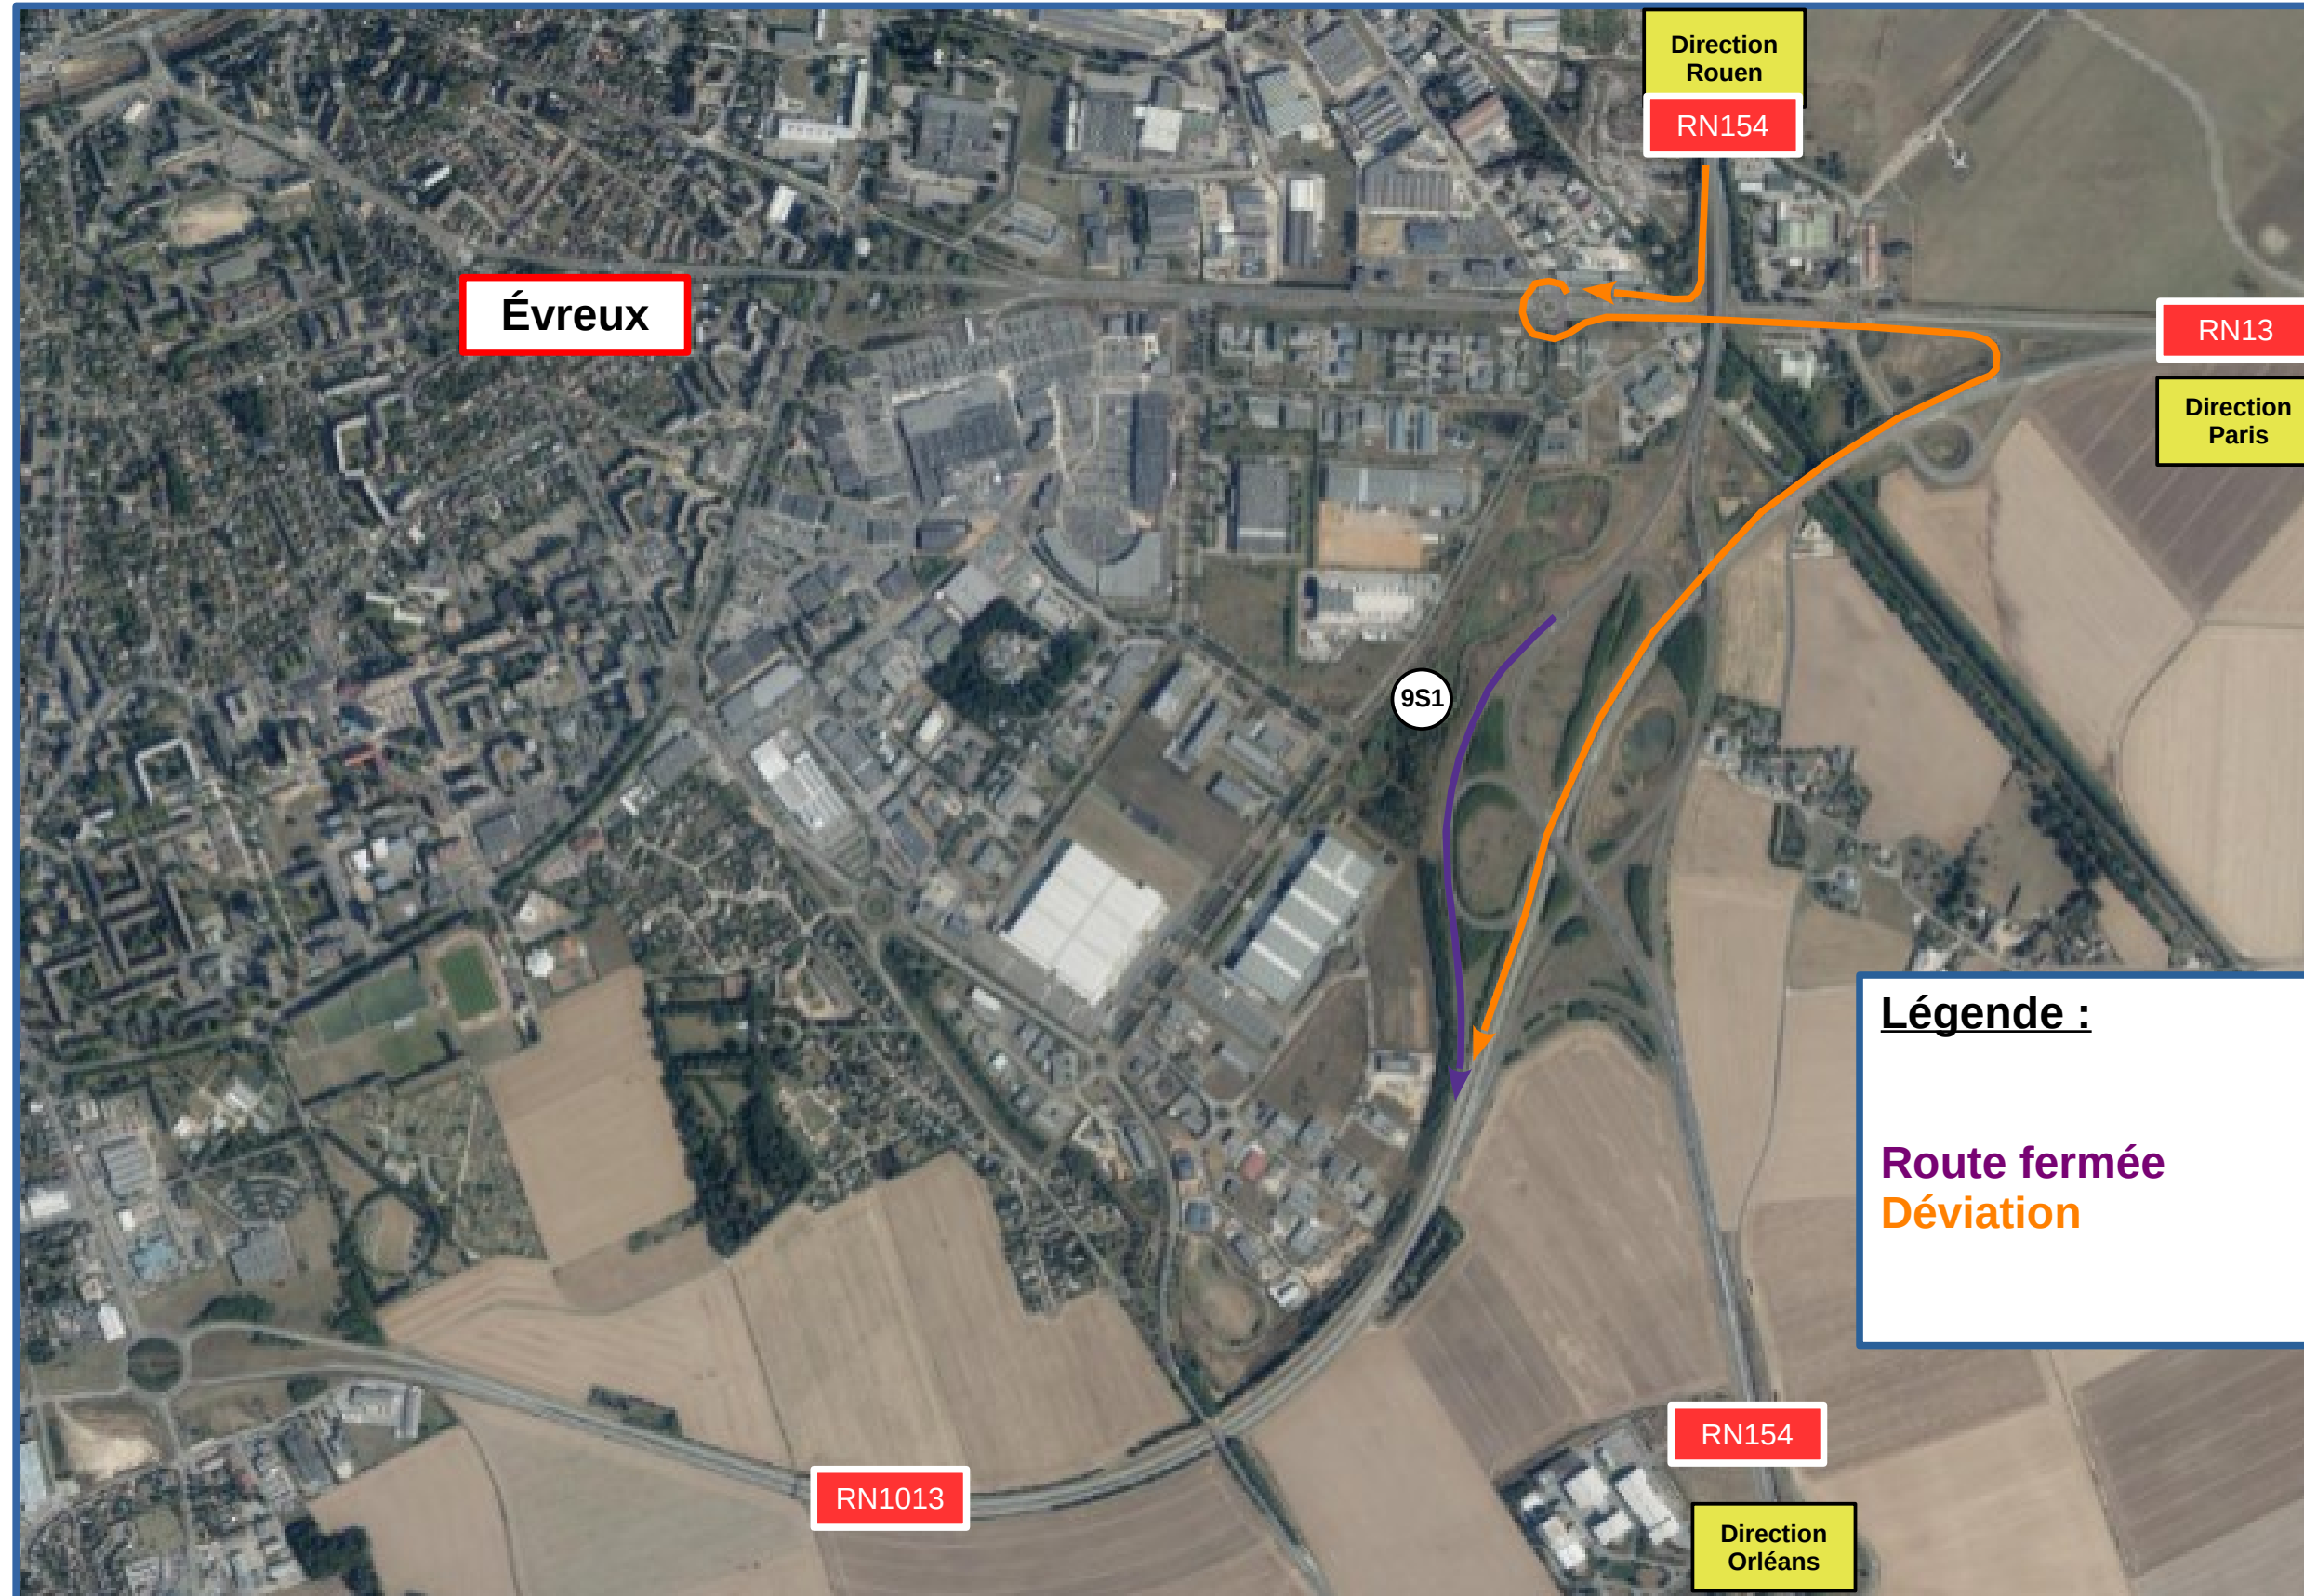 Direction
Rouen
RN154
Évreux
RN13
Direction
Paris
9S1
Légende :
Route fermée
Déviation
RN154
RN1013
Direction
Orléans